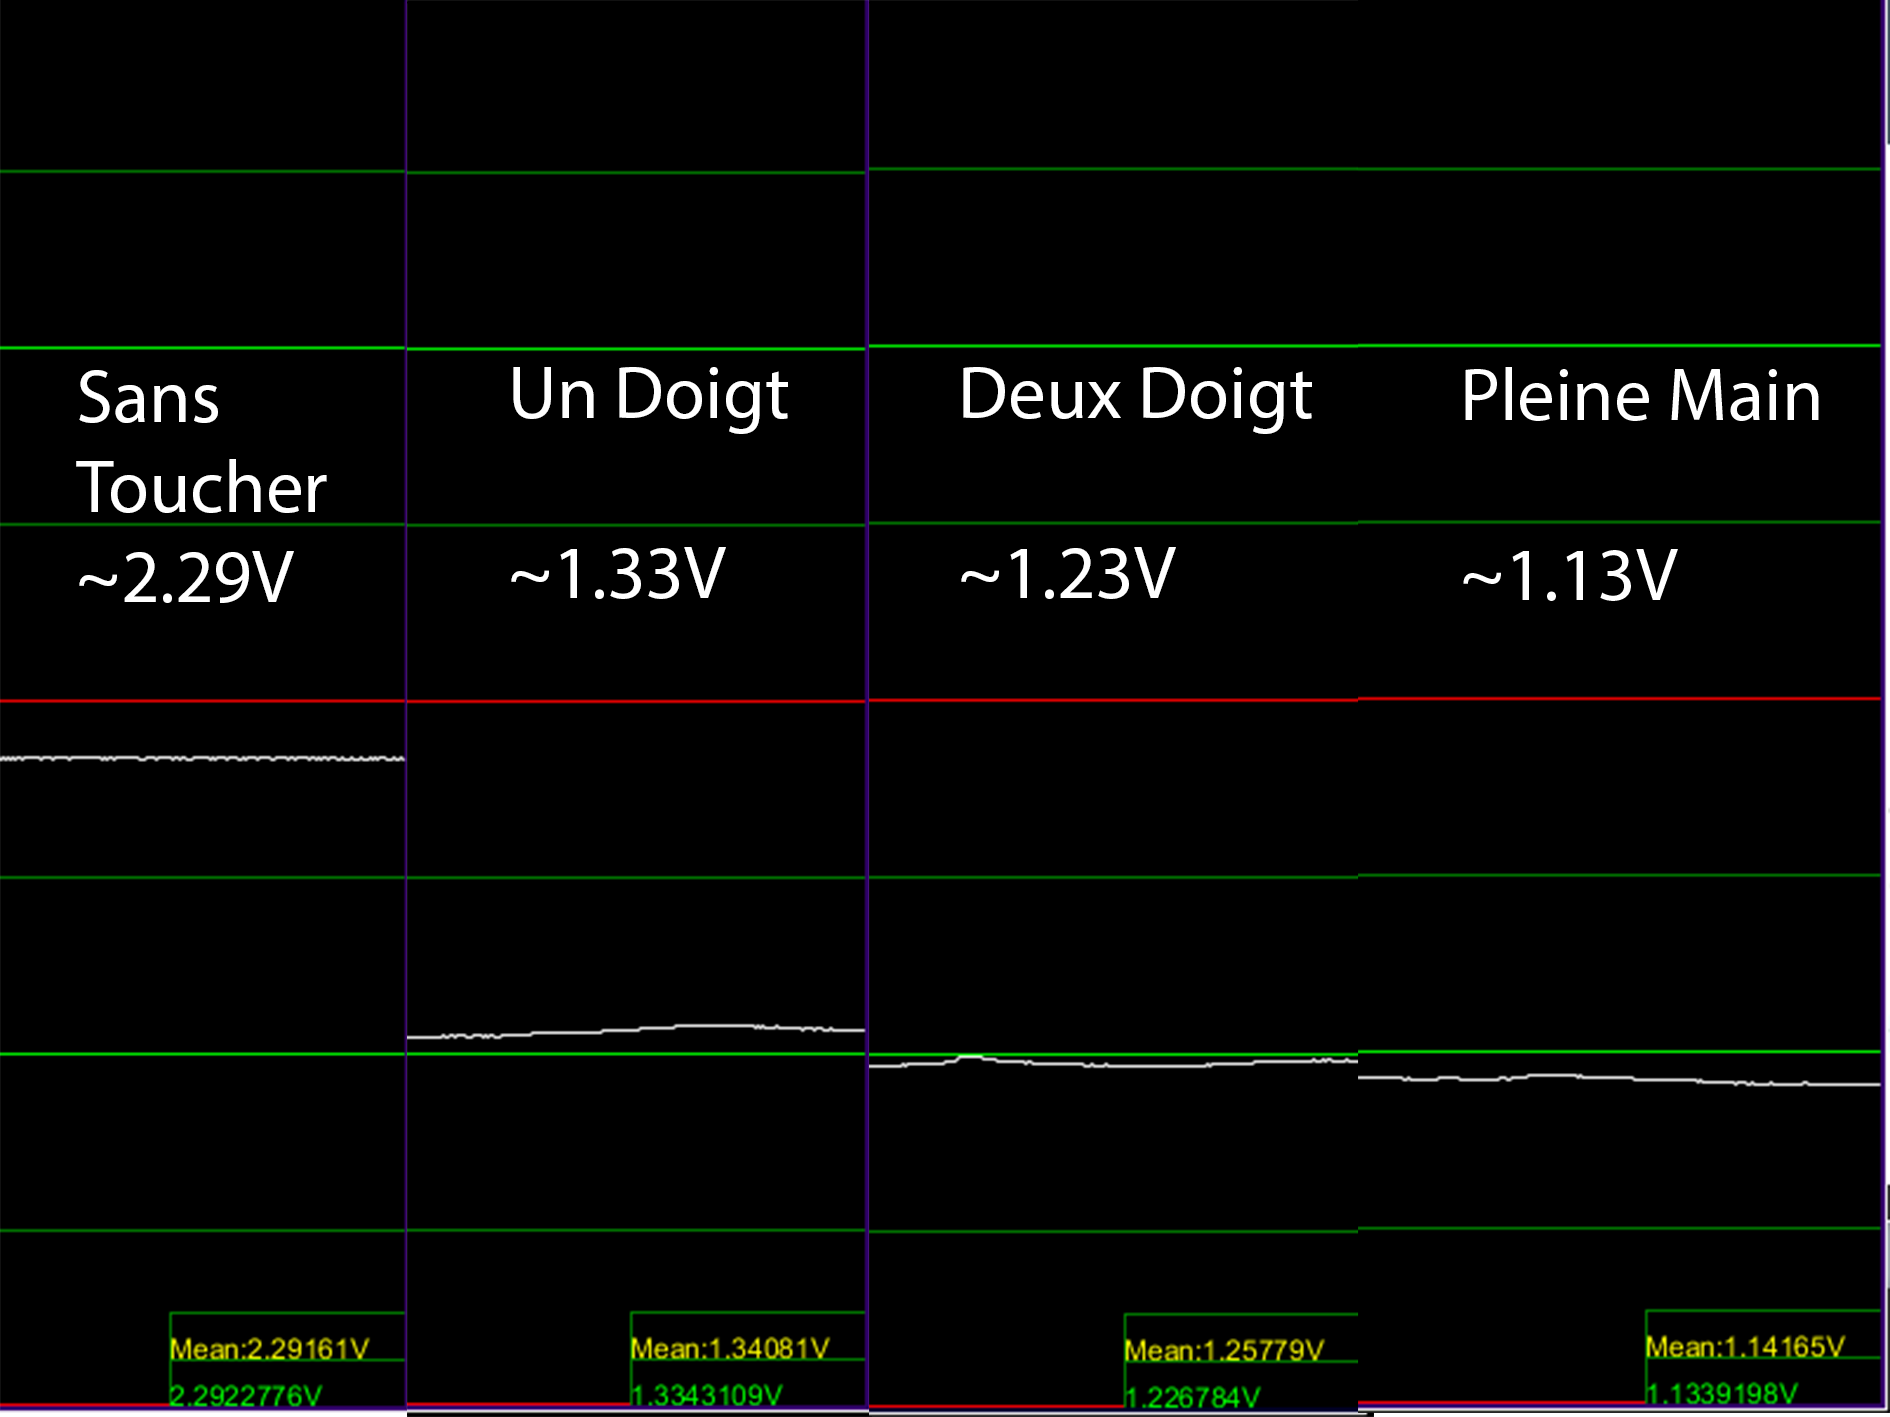 Sans
Toucher
~2.29V
Mean:2.29161V
2.2922776V
Un Doigt
~1.33V
Mean:1.34081V
1.3343109V
Deux Doigt
~1.23V
Mean:1.25779V
1.226784V
Pleine Main
~1.13V
Mean:1.14165V
1.1339198V